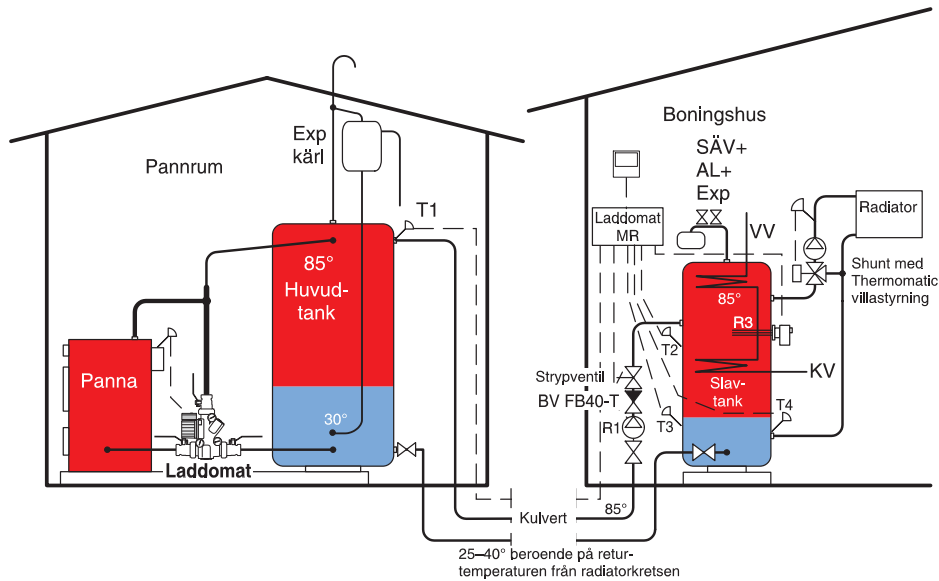 Pannrum
Exp
kärl
T1
85°
Huvud-
tank
30°
Panna
Laddomat
Boningshus
SÄV+
AL+
Exp
Laddomat
MR
VV
Radiator
Shunt med
Thermomatic
villastyrning
85°
R3
T2
KV
Strypventil
BV FB40-T
Slav-
tank
T3
T4
R1
Kulvert
85°
25–40° beroende på retur-
temperaturen från radiatorkretsen